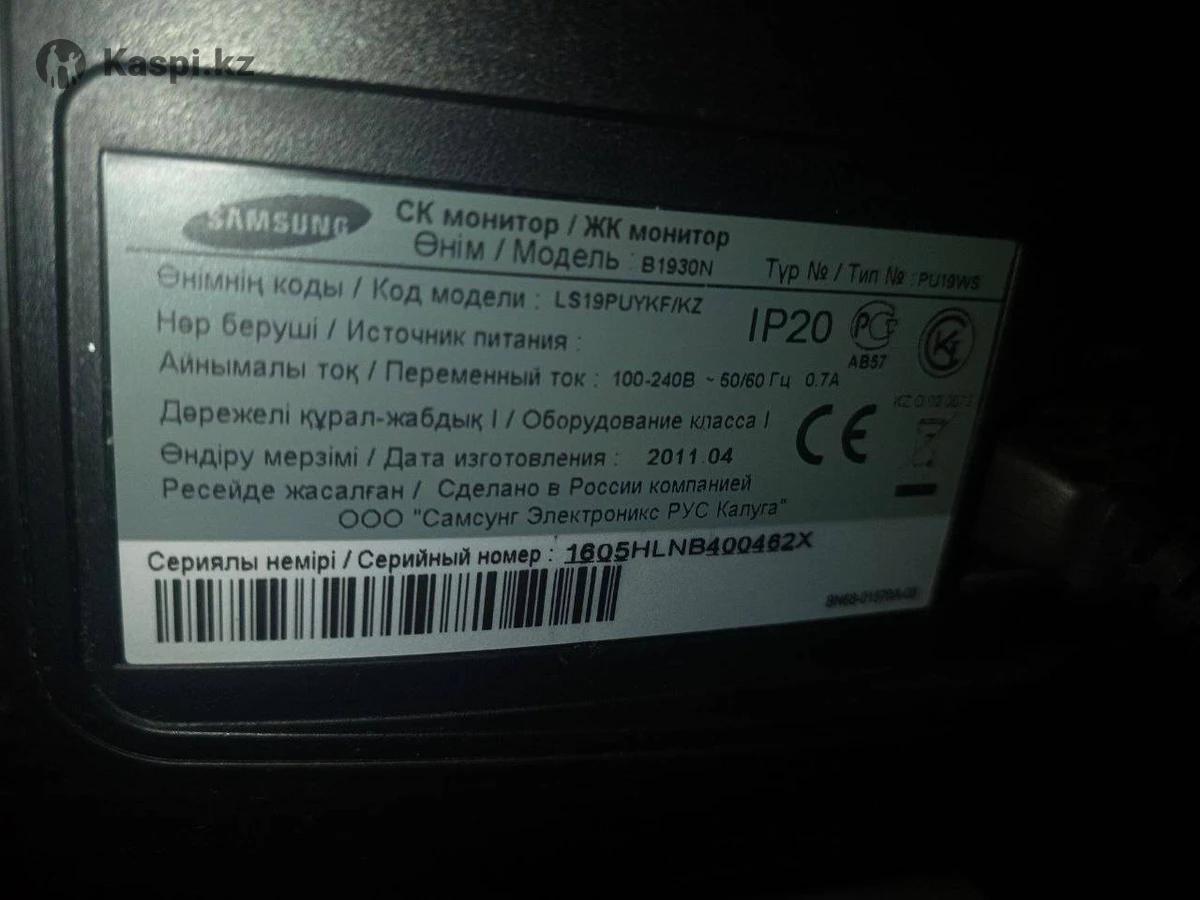 Kaspi.kz
SAMSUNG
СК монитор / ЖК монитор
Өнім / Модель : B1930N
Түр № / Тип № : PU19WS
Өнімнің коды / Код модели : LS19PUYKF/KZ
Нәр беруші / Источник питания :
IP20
АВ57
Айнымалы ток / Переменный ток : 100-240В ~ 50/60 Гц 0.7А
Дәрежелі құрал-жабдық I / Оборудование класса I
CE
Өндіру мерзімі / Дата изготовления : 2011.04
Ресейде жасалған / Сделано в России компанией
ООО "Самсунг Электроникс РУС Калуга"
Сериялы немірі / Серийный номер : 1605HLNB400462X